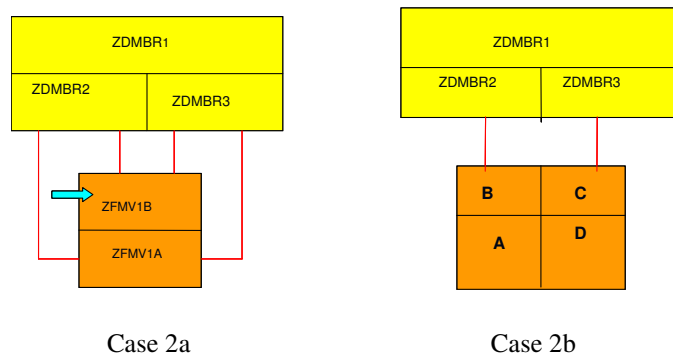 ZDMBR1
ZDMBR2
ZDMBR3
ZFMV1B
ZFMV1A
Case 2a
ZDMBR1
ZDMBR2
ZDMBR3
B
C
A
D
Case 2b